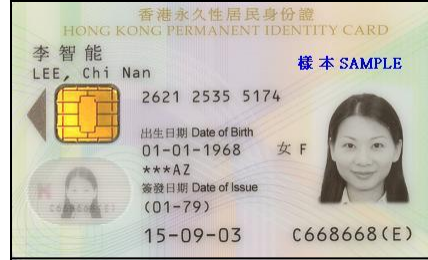 香港永久性居民身份證
HONG KONG PERMANENT IDENTITY CARD
李智能
LEE, Chi Nan
樣本 SAMPLE
2621 2535 5174
出生日期 Date of Birth
01-01-1968 女 F
***AZ
簽發日期 Date of Issue
(01-79)
15-09-03
C668668(E)